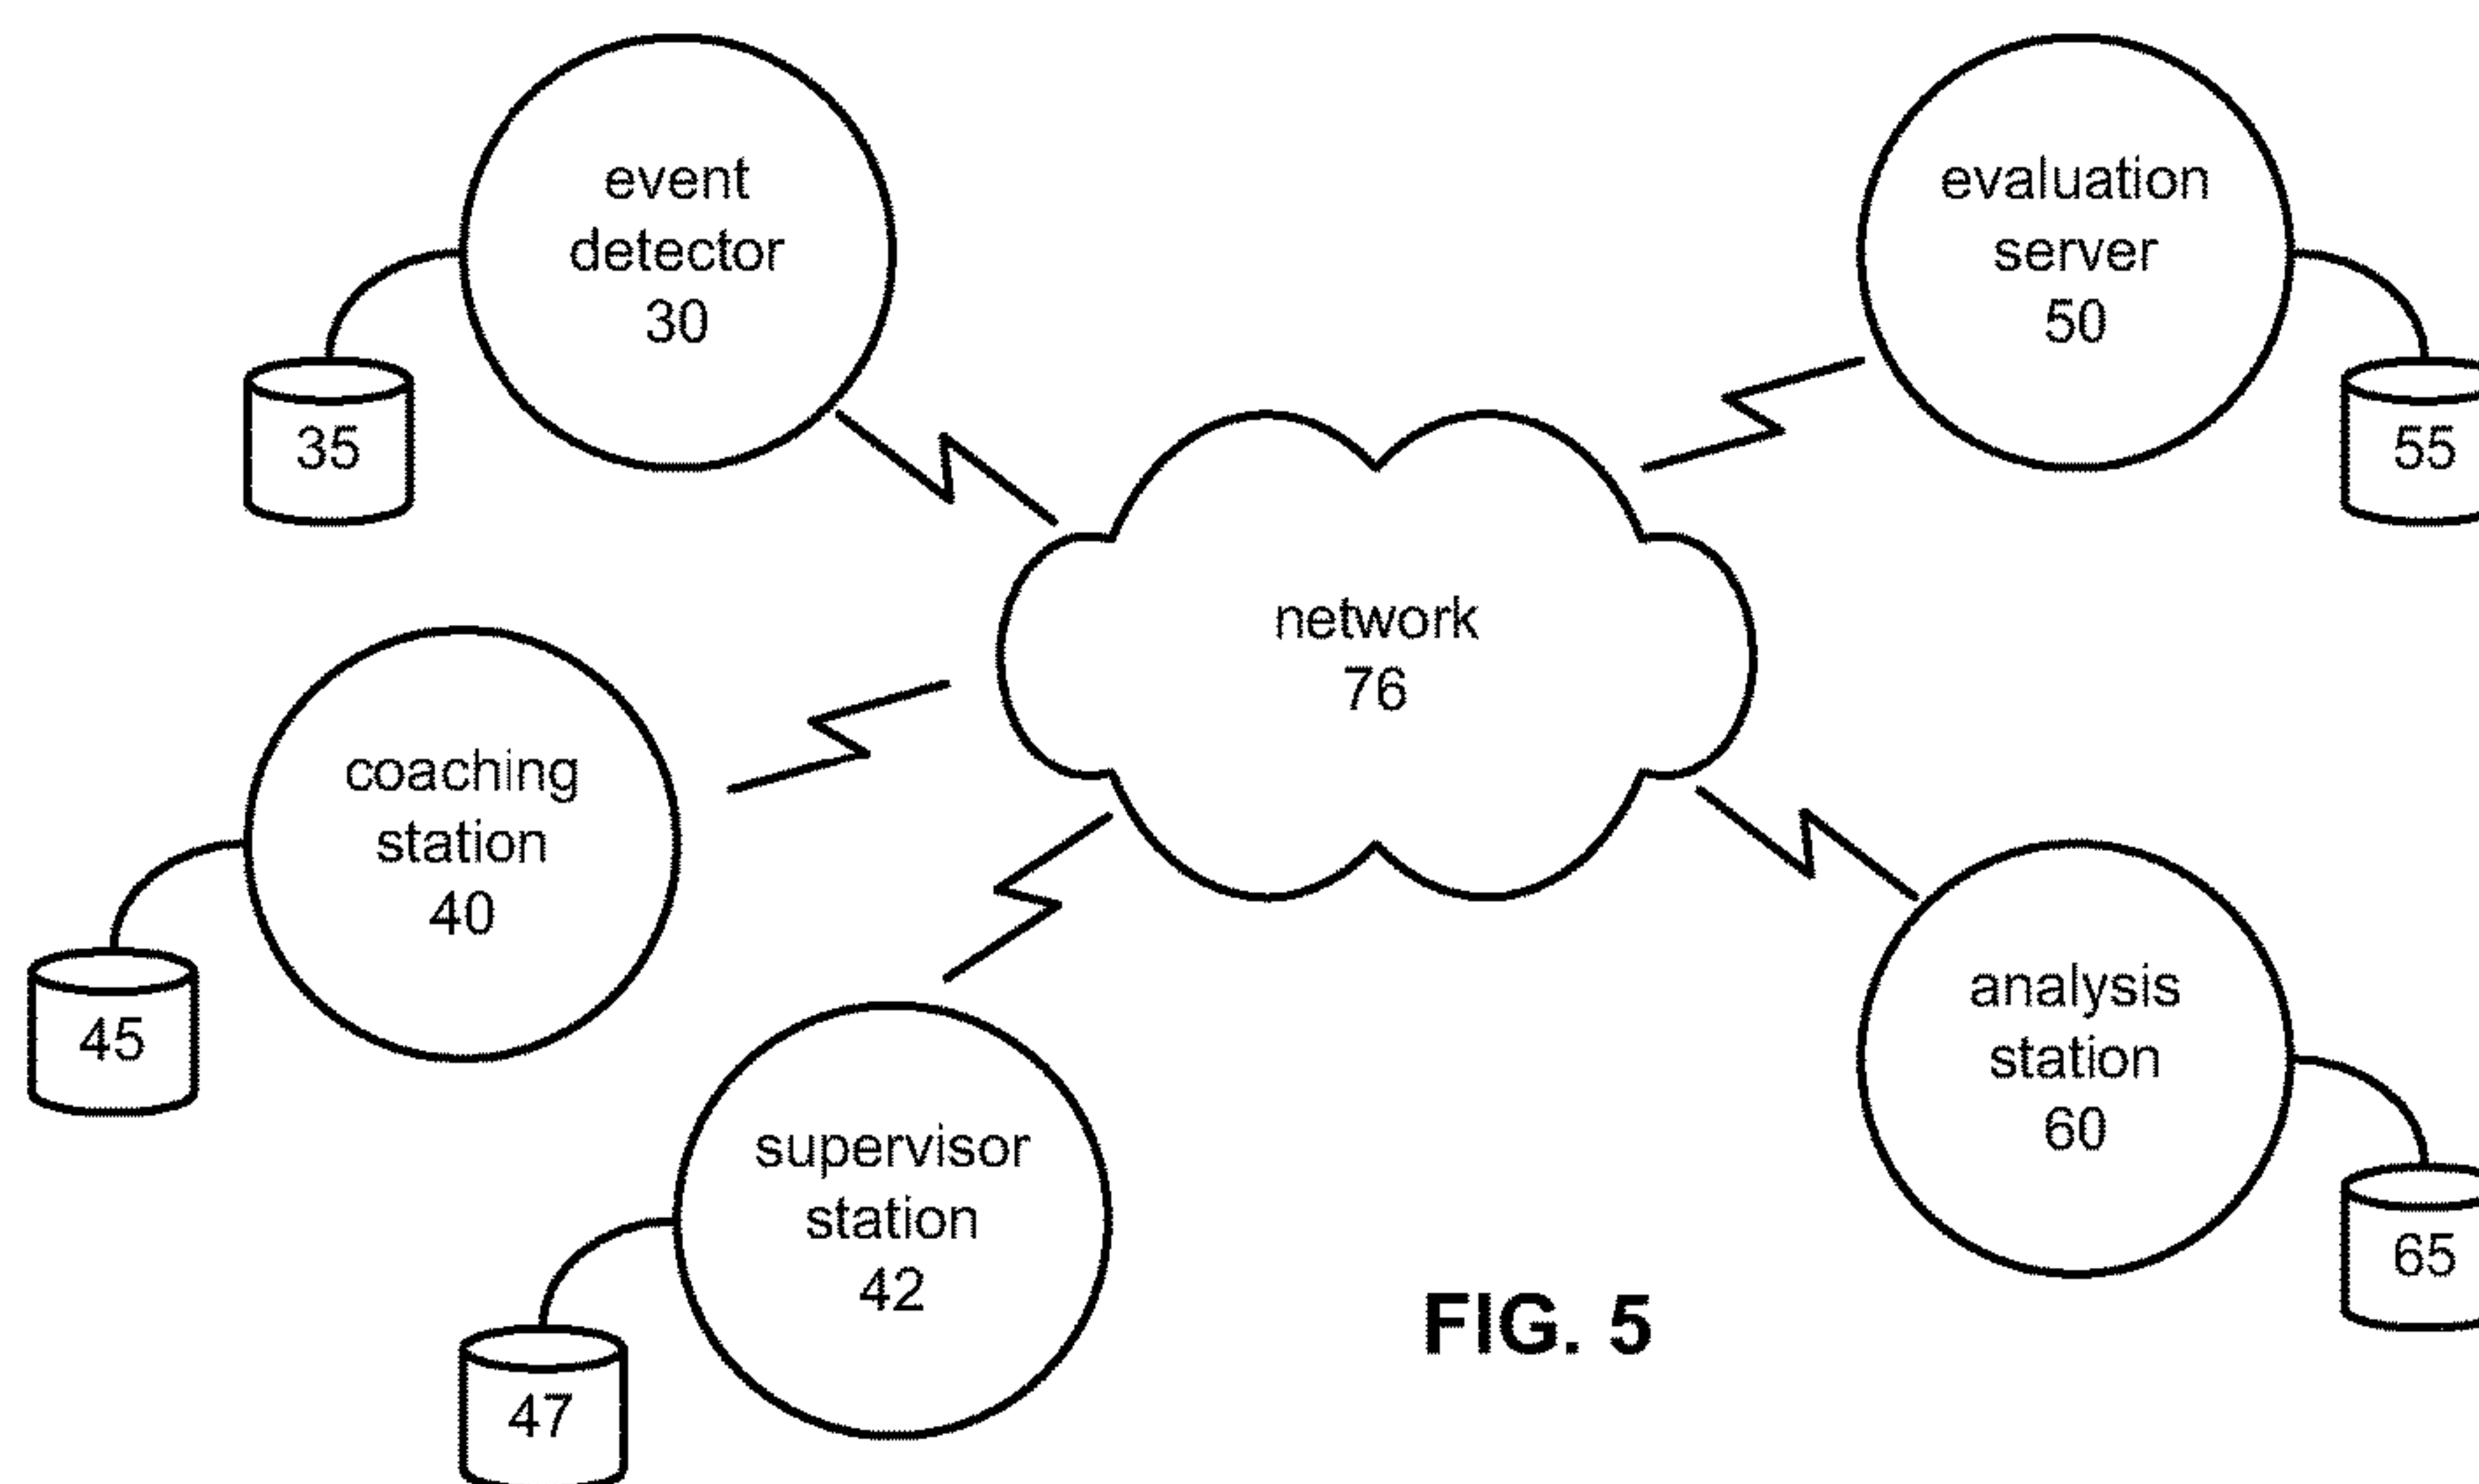 event
detector
30
35
evaluation
server
50
55
network
76
coaching
station
40
45
supervisor
station
42
47
analysis
station
60
65
FIG. 5